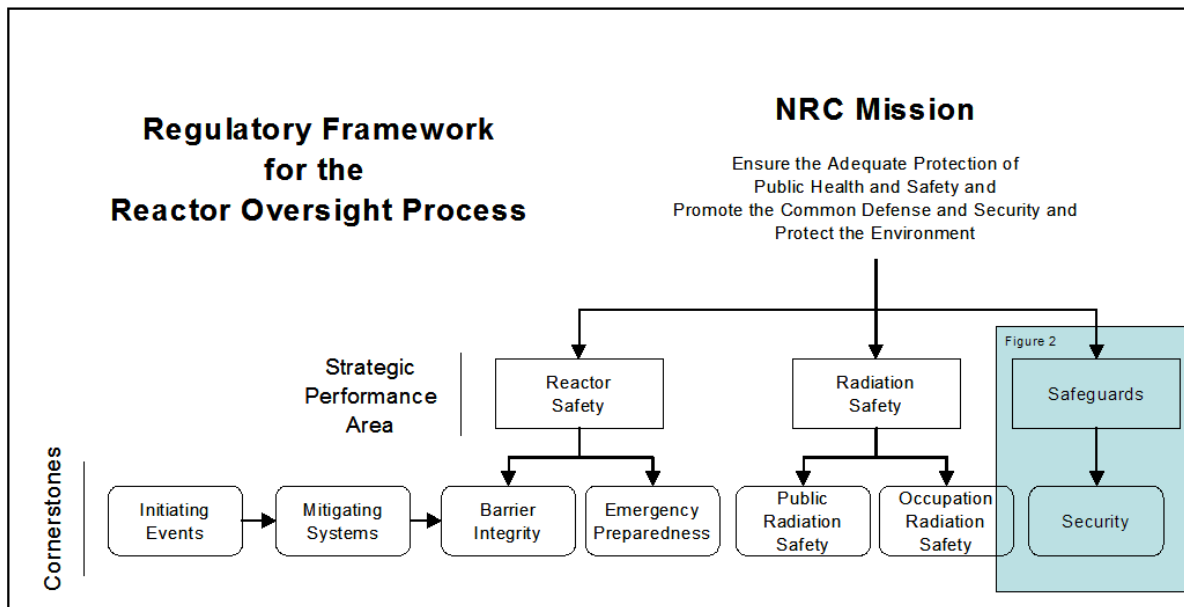 Regulatory Framework
for the
Reactor Oversight Process
NRC Mission
Ensure the Adequate Protection of
Public Health and Safety and
Promote the Common Defense and Security and
Protect the Environment
Figure 2
Strategic
Performance
Area
Reactor
Safety
Radiation
Safety
Safeguards
Cornerstones
Initiating
Events
Mitigating
Systems
Barrier
Integrity
Emergency
Preparedness
Public
Radiation
Safety
Occupation
Radiation
Safety
Security